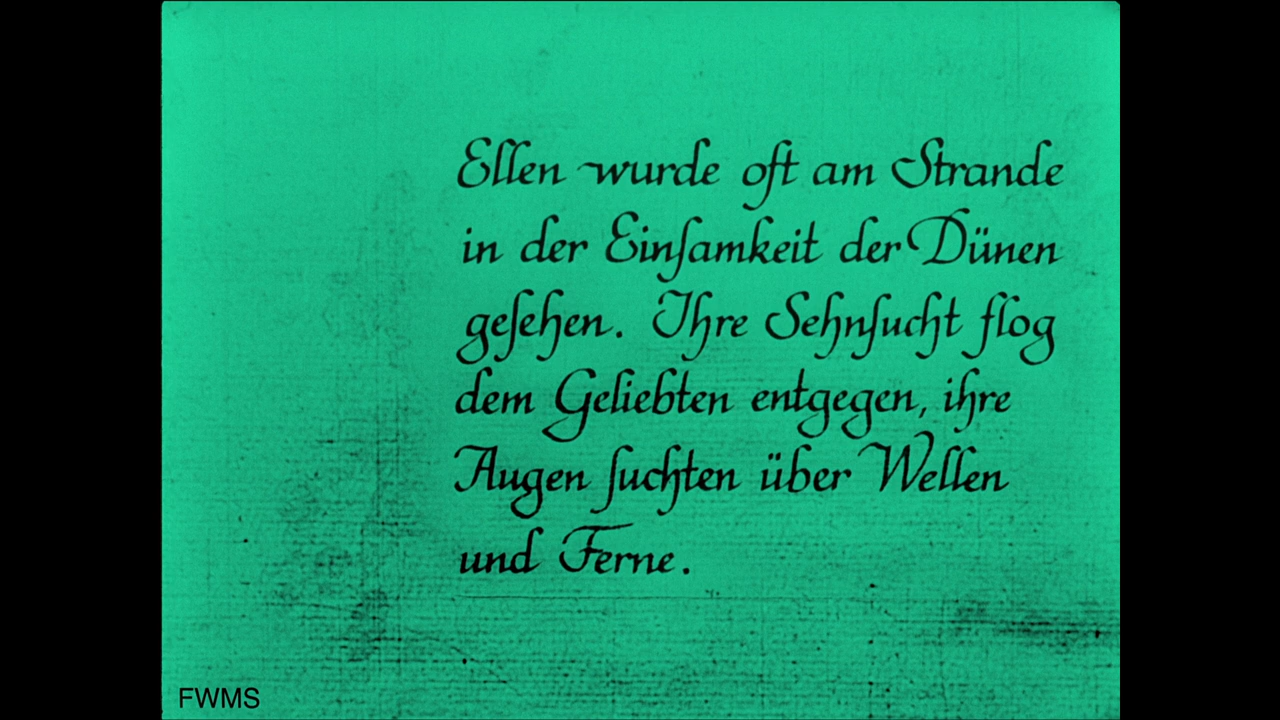 Ellen wurde oft am Strande
in der Einſamkeit der Dünen
geſehen. Ihre Sehnſucht flog
dem Geliebten entgegen, ihre
Augen ſuchten über Wellen
und Ferne.
FWMS